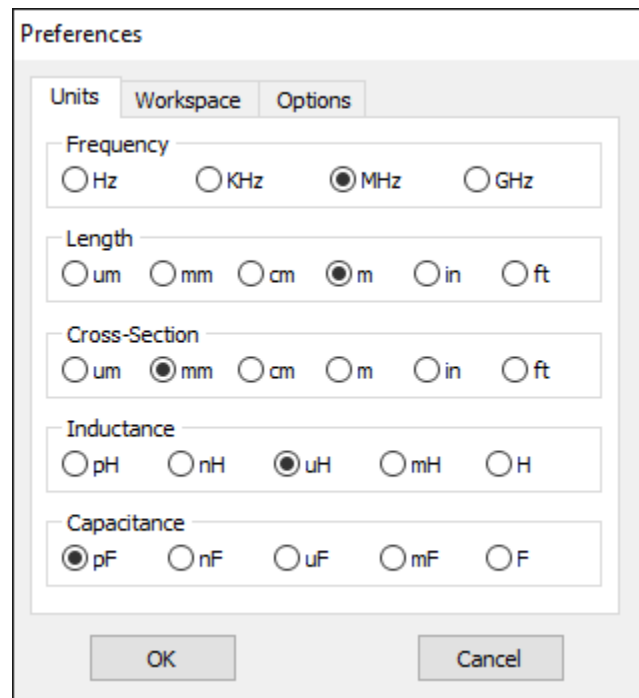 Preferences
Units Workspace Options
Frequency
Hz KHz MHz GHz
Length
um mm cm m in ft
Cross-Section
um mm cm m in ft
Inductance
pH nH uH mH H
Capacitance
pF nF uF mF F
OK Cancel